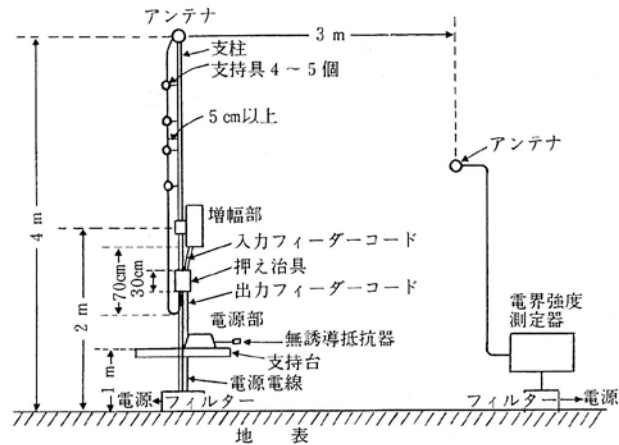 アンテナ
3 m
支柱
支持具4～5個
5cm以上
アンテナ
4 m
増幅部
入力フィーダーコード
押え治具
出力フィーダーコード
70cm
30cm
2 m
電源部
無誘導抵抗器
支持台
1 m
電源電線
電源
フィルター
電界強度
測定器
フィルター
電源
地 表